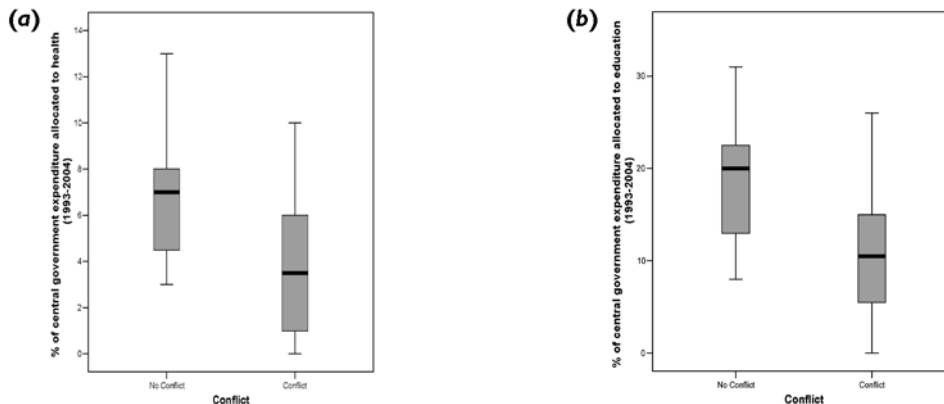 (a)
% of central government expenditure allocated to health
(1993-2004)
14
12
10
8
6
4
2
0
No Conflict
Conflict
Conflict
(b)
% of central government expenditure allocated to education
(1993-2004)
30
20
10
0
No Conflict
Conflict
Conflict